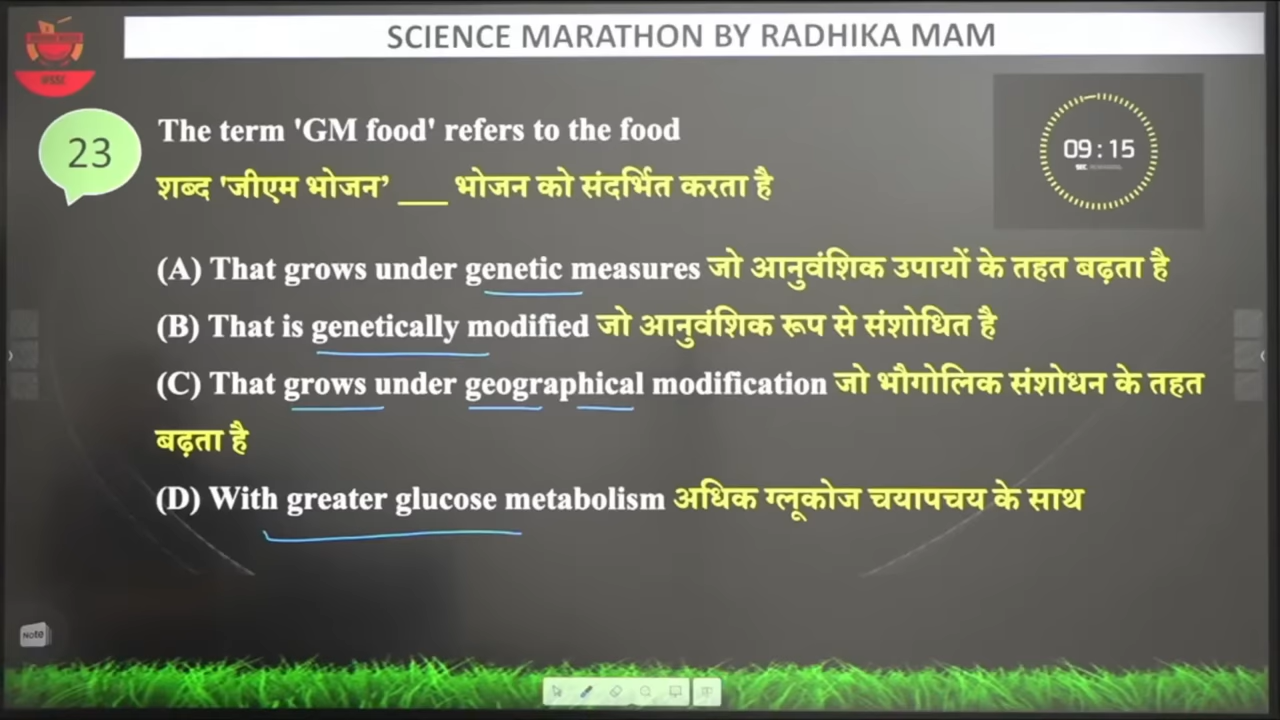 SCIENCE MARATHON BY RADHIKA MAM
23
The term 'GM food' refers to the food
शब्द 'जीएम भोजन’ ___ भोजन को संदर्भित करता है
09:15
SEC
(A) That grows under genetic measures जो आनुवंशिक उपायों के तहत बढ़ता है
(B) That is genetically modified जो आनुवंशिक रूप से संशोधित है
(C) That grows under geographical modification जो भौगोलिक संशोधन के तहत
बढ़ता है
(D) With greater glucose metabolism अधिक ग्लूकोज चयापचय के साथ
Note